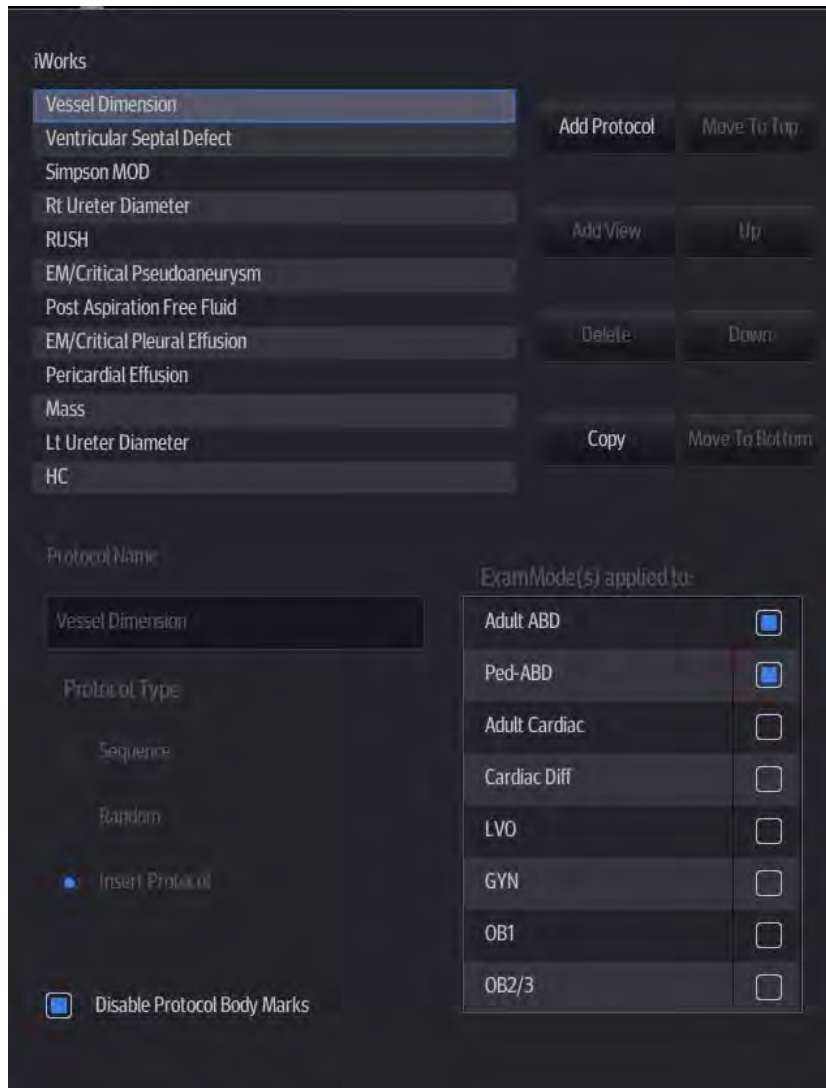 iWorks
Vessel Dimension
Ventricular Septal Defect
Simpson MOD
Rt Ureter Diameter
RUSH
EM/Critical Pseudoaneurysm
Post Aspiration Free Fluid
EM/Critical Pleural Effusion
Pericardial Effusion
Mass
Lt Ureter Diameter
HC
Add Protocol
Move To Top
Add View
Up
Delete
Down
Copy
Move To Bottom
Protocol Name
Vessel Dimension
Protocol Type
Sequence
Random
Insert Protocol
Disable Protocol Body Marks
ExamMode(s) applied to:
Adult ABD
Ped-ABD
Adult Cardiac
Cardiac Diff
LVO
GYN
OB1
OB2/3